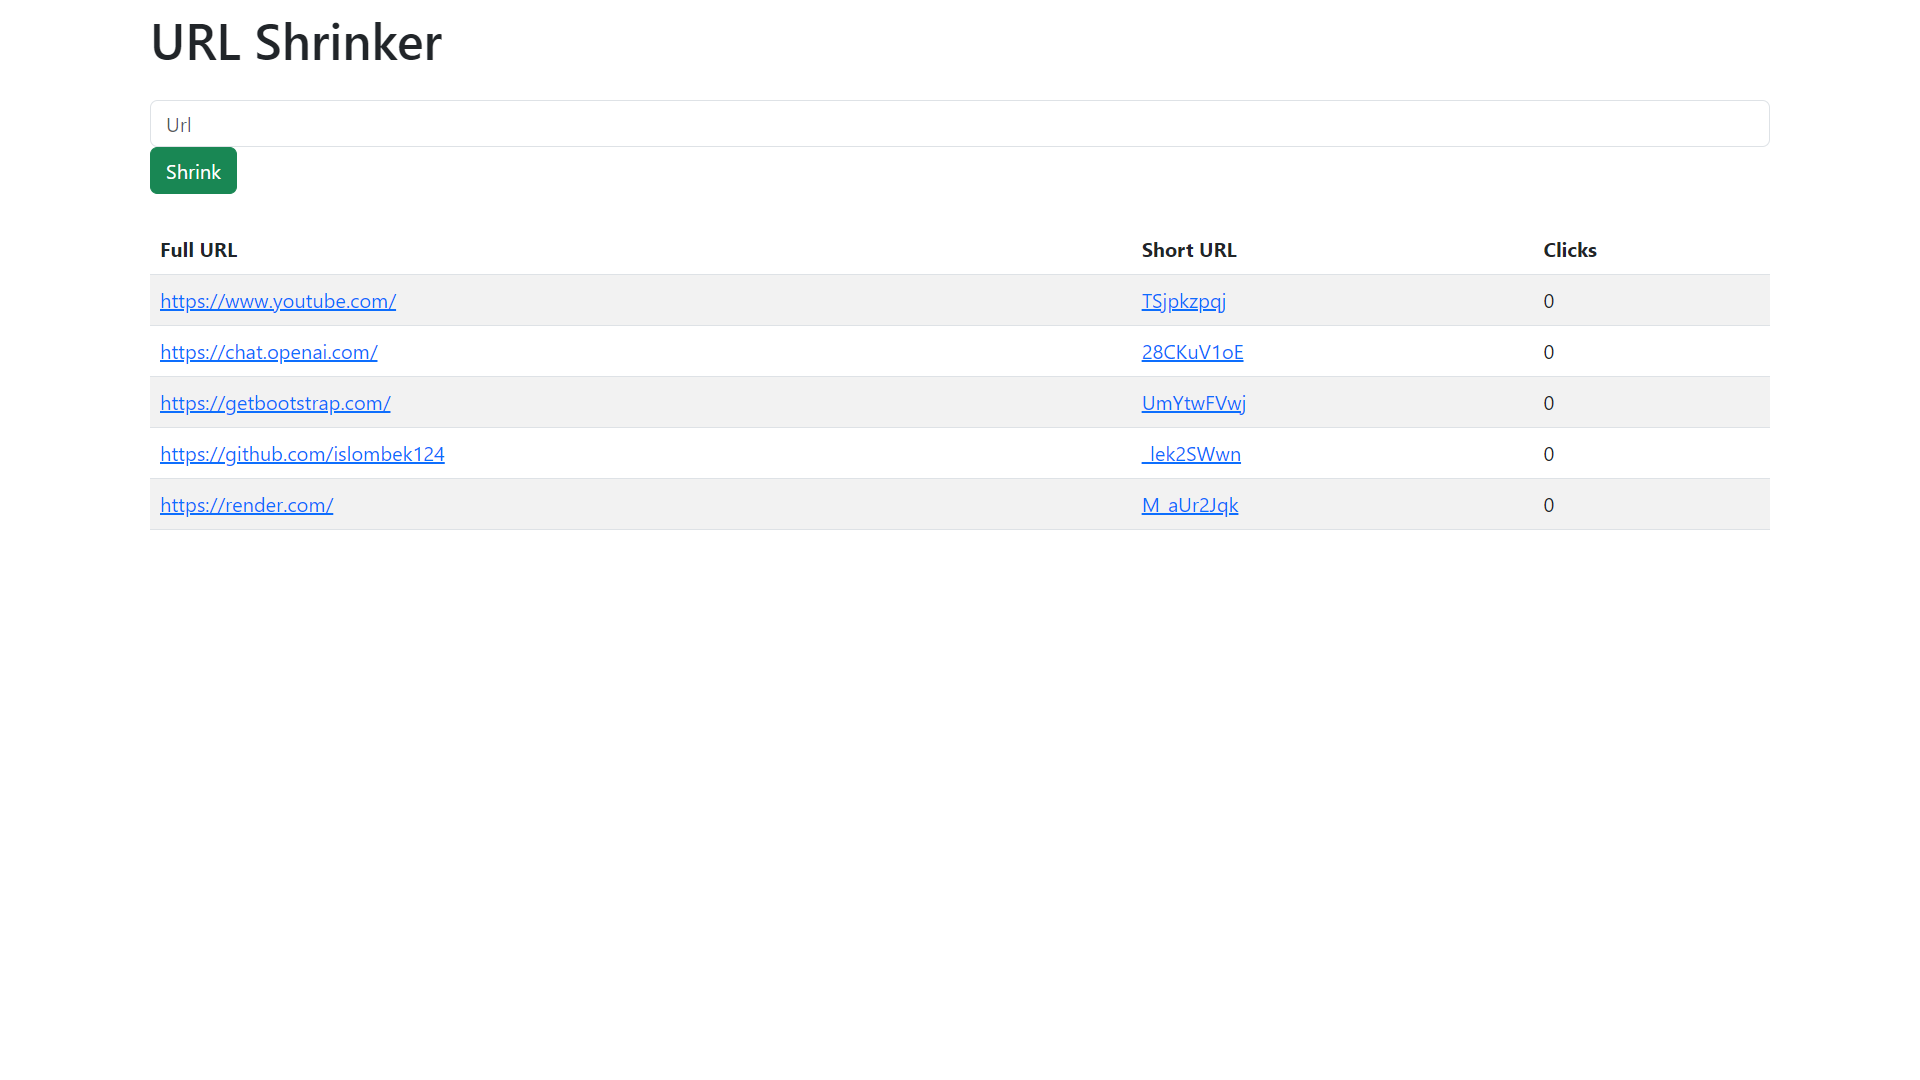 URL Shrinker
Url
Shrink
Full URL Short URL Clicks
https://www.youtube.com/ TSjpkzpqj 0
https://chat.openai.com/ 28CKuV1oE 0
https://getbootstrap.com/ UmYtwFVwj 0
https://github.com/islombek124 _lek2SWwn 0
https://render.com/ M_aUr2Jqk 0